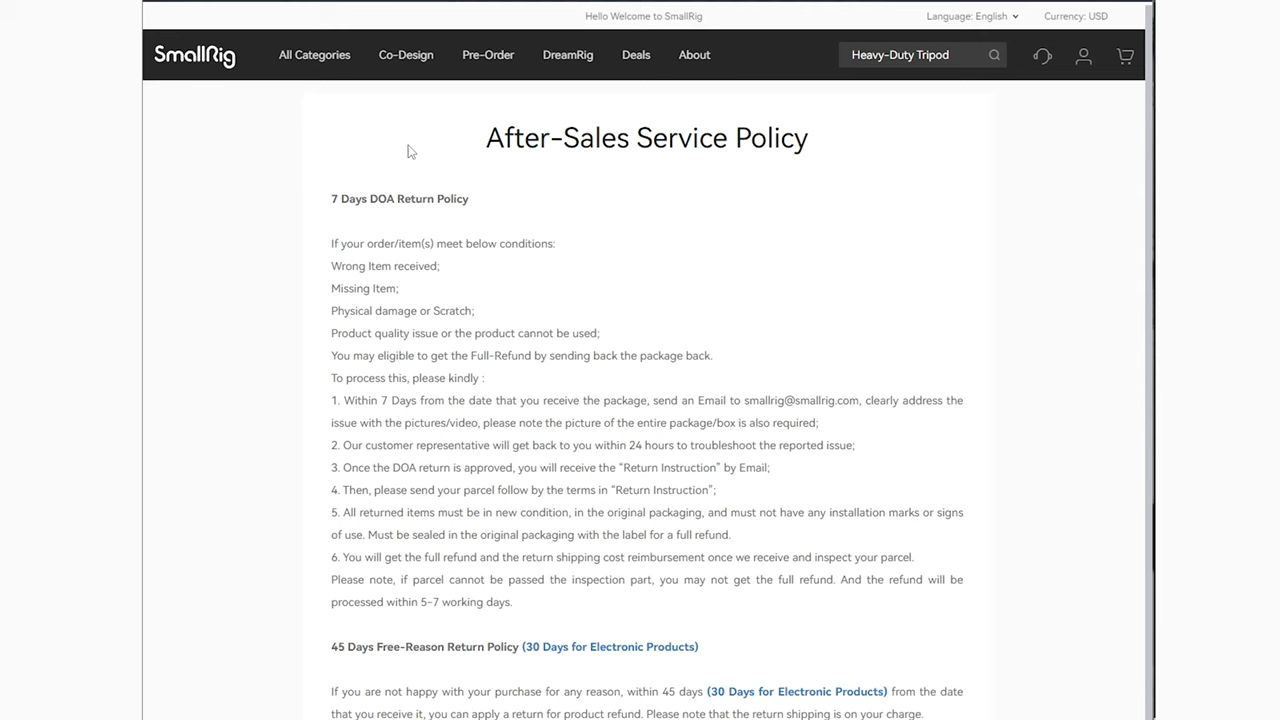 Hello Welcome to SmallRig
Language: English
Currency: USD
SmallRig
All Categories
Co-Design
Pre-Order
DreamRig
Deals
About
Heavy-Duty Tripod
After-Sales Service Policy
7 Days DOA Return Policy
If your order/item(s) meet below conditions:
Wrong Item received;
Missing Item;
Physical damage or Scratch;
Product quality issue or the product cannot be used;
You may eligible to get the Full-Refund by sending back the package back.
To process this, please kindly :
1. Within 7 Days from the date that you receive the package, send an Email to smallrig@smallrig.com, clearly address the
issue with the pictures/video, please note the picture of the entire package/box is also required;
2. Our customer representative will get back to you within 24 hours to troubleshoot the reported issue;
3. Once the DOA return is approved, you will receive the “Return Instruction” by Email;
4. Then, please send your parcel follow by the terms in “Return Instruction”;
5. All returned items must be in new condition, in the original packaging, and must not have any installation marks or signs
of use. Must be sealed in the original packaging with the label for a full refund.
6. You will get the full refund and the return shipping cost reimbursement once we receive and inspect your parcel.
Please note, if parcel cannot be passed the inspection part, you may not get the full refund. And the refund will be
processed within 5-7 working days.
45 Days Free-Reason Return Policy (30 Days for Electronic Products)
If you are not happy with your purchase for any reason, within 45 days (30 Days for Electronic Products) from the date
that you receive it, you can apply a return for product refund. Please note that the return shipping is on your charge.